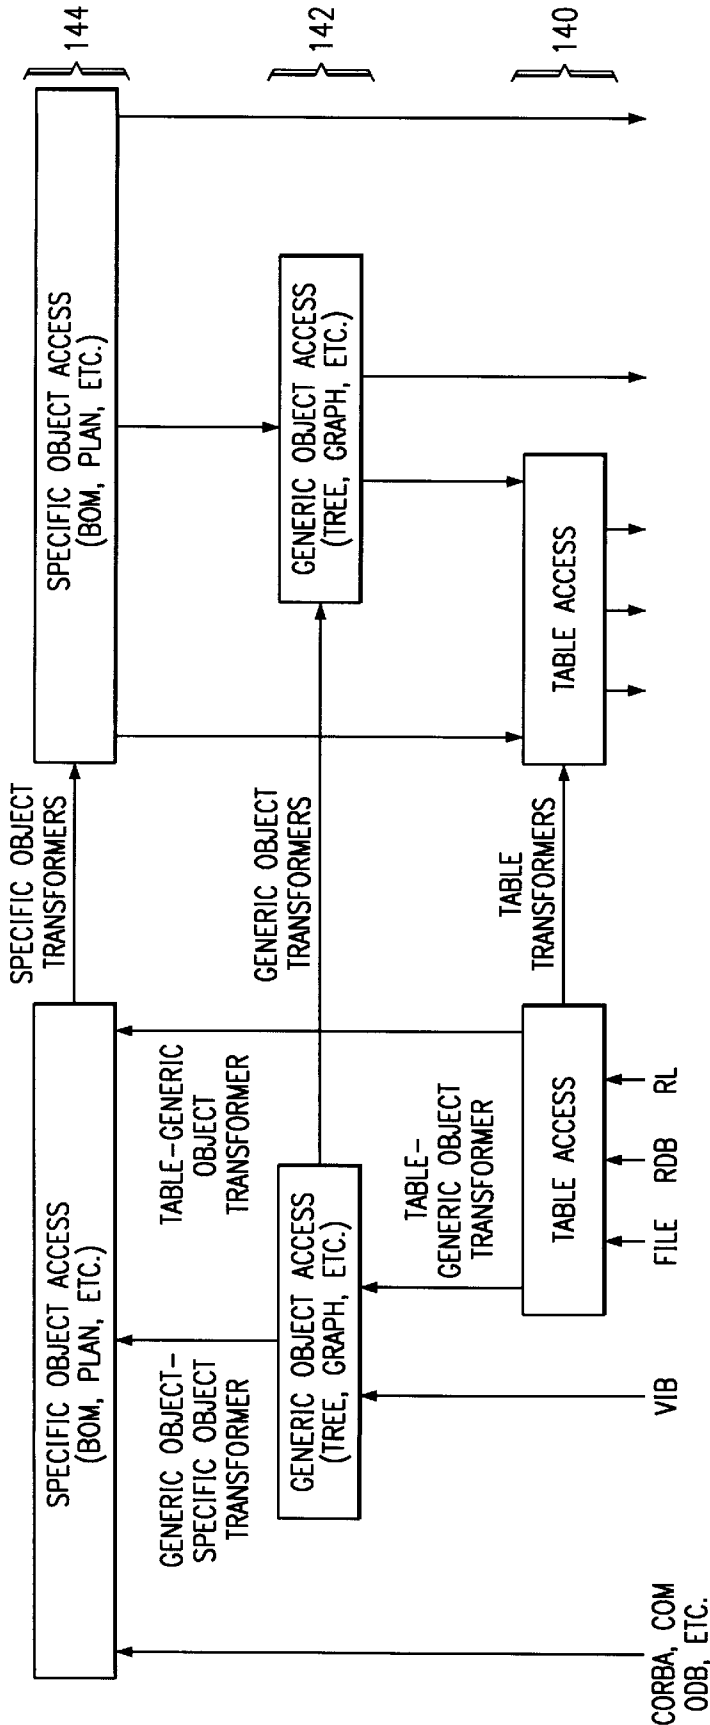 SPECIFIC OBJECT ACCESS
(BOM, PLAN, ETC.)
SPECIFIC OBJECT
TRANSFORMERS
SPECIFIC OBJECT ACCESS
(BOM, PLAN, ETC.)
144
GENERIC OBJECT-
SPECIFIC OBJECT
TRANSFORMER
TABLE-GENERIC
OBJECT
TRANSFORMER
GENERIC OBJECT ACCESS
(TREE, GRAPH, ETC.)
GENERIC OBJECT
TRANSFORMERS
GENERIC OBJECT ACCESS
(TREE, GRAPH, ETC.)
142
TABLE-
GENERIC OBJECT
TRANSFORMER
TABLE ACCESS
TABLE
TRANSFORMERS
TABLE ACCESS
140
CORBA, COM
ODB, ETC.
VIB
FILE
RDB
RL